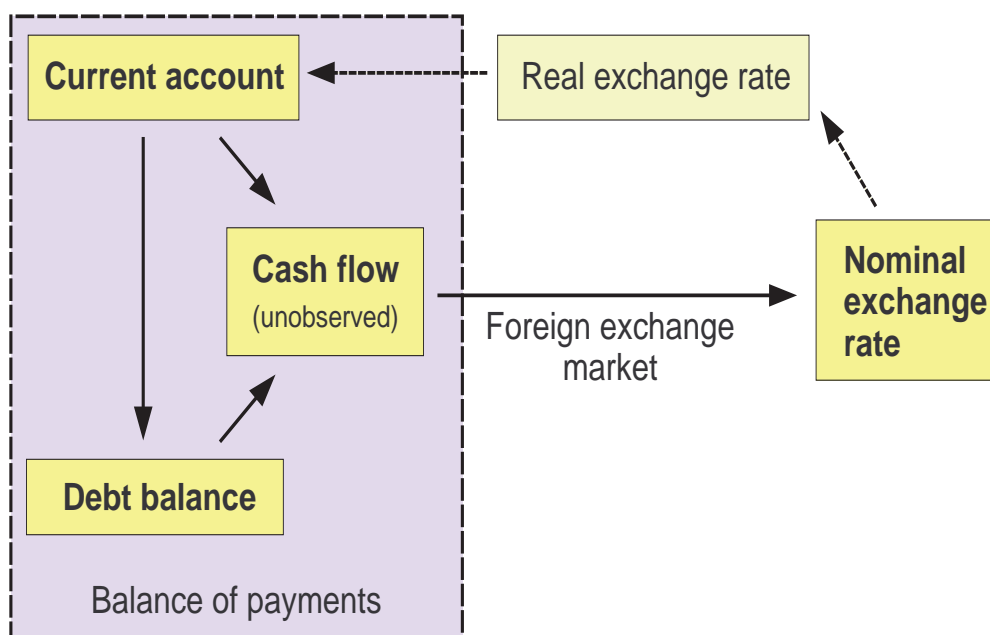 Current account
Real exchange rate
Cash flow
(unobserved)
Nominal
exchange
rate
Foreign exchange
market
Debt balance
Balance of payments